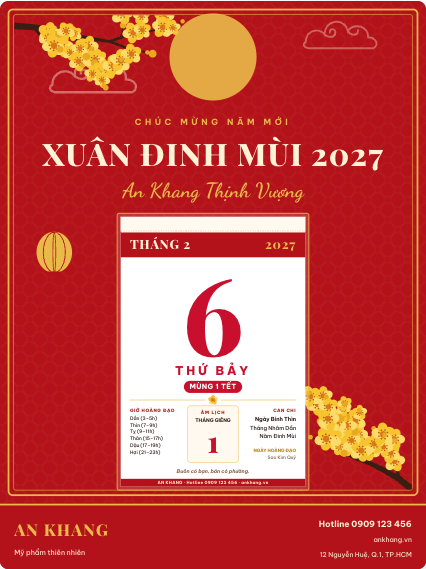 CHÚC MỪNG NĂM MỚI
XUÂN ĐINH MÙI 2027
An Khang Thịnh Vượng
THÁNG 2 2027
6
THỨ BẢY
MÙNG 1 TẾT
GIỜ HOÀNG ĐẠO
Dần (3–5h)
Thìn (7–9h)
Tỵ (9–11h)
Thân (15–17h)
Dậu (17–19h)
Hợi (21–23h)
ÂM LỊCH
THÁNG GIÊNG
1
CAN CHI
Ngày Bính Thìn
Tháng Nhâm Dần
Năm Đinh Mùi
NGÀY HOÀNG ĐẠO
Sao Kim Quỹ
Buôn có bạn, bán có phường.
AN KHANG · Hotline 0909 123 456 · ankhang.vn
AN KHANG
Mỹ phẩm thiên nhiên
Hotline 0909 123 456
ankhang.vn
12 Nguyễn Huệ, Q.1, TP.HCM